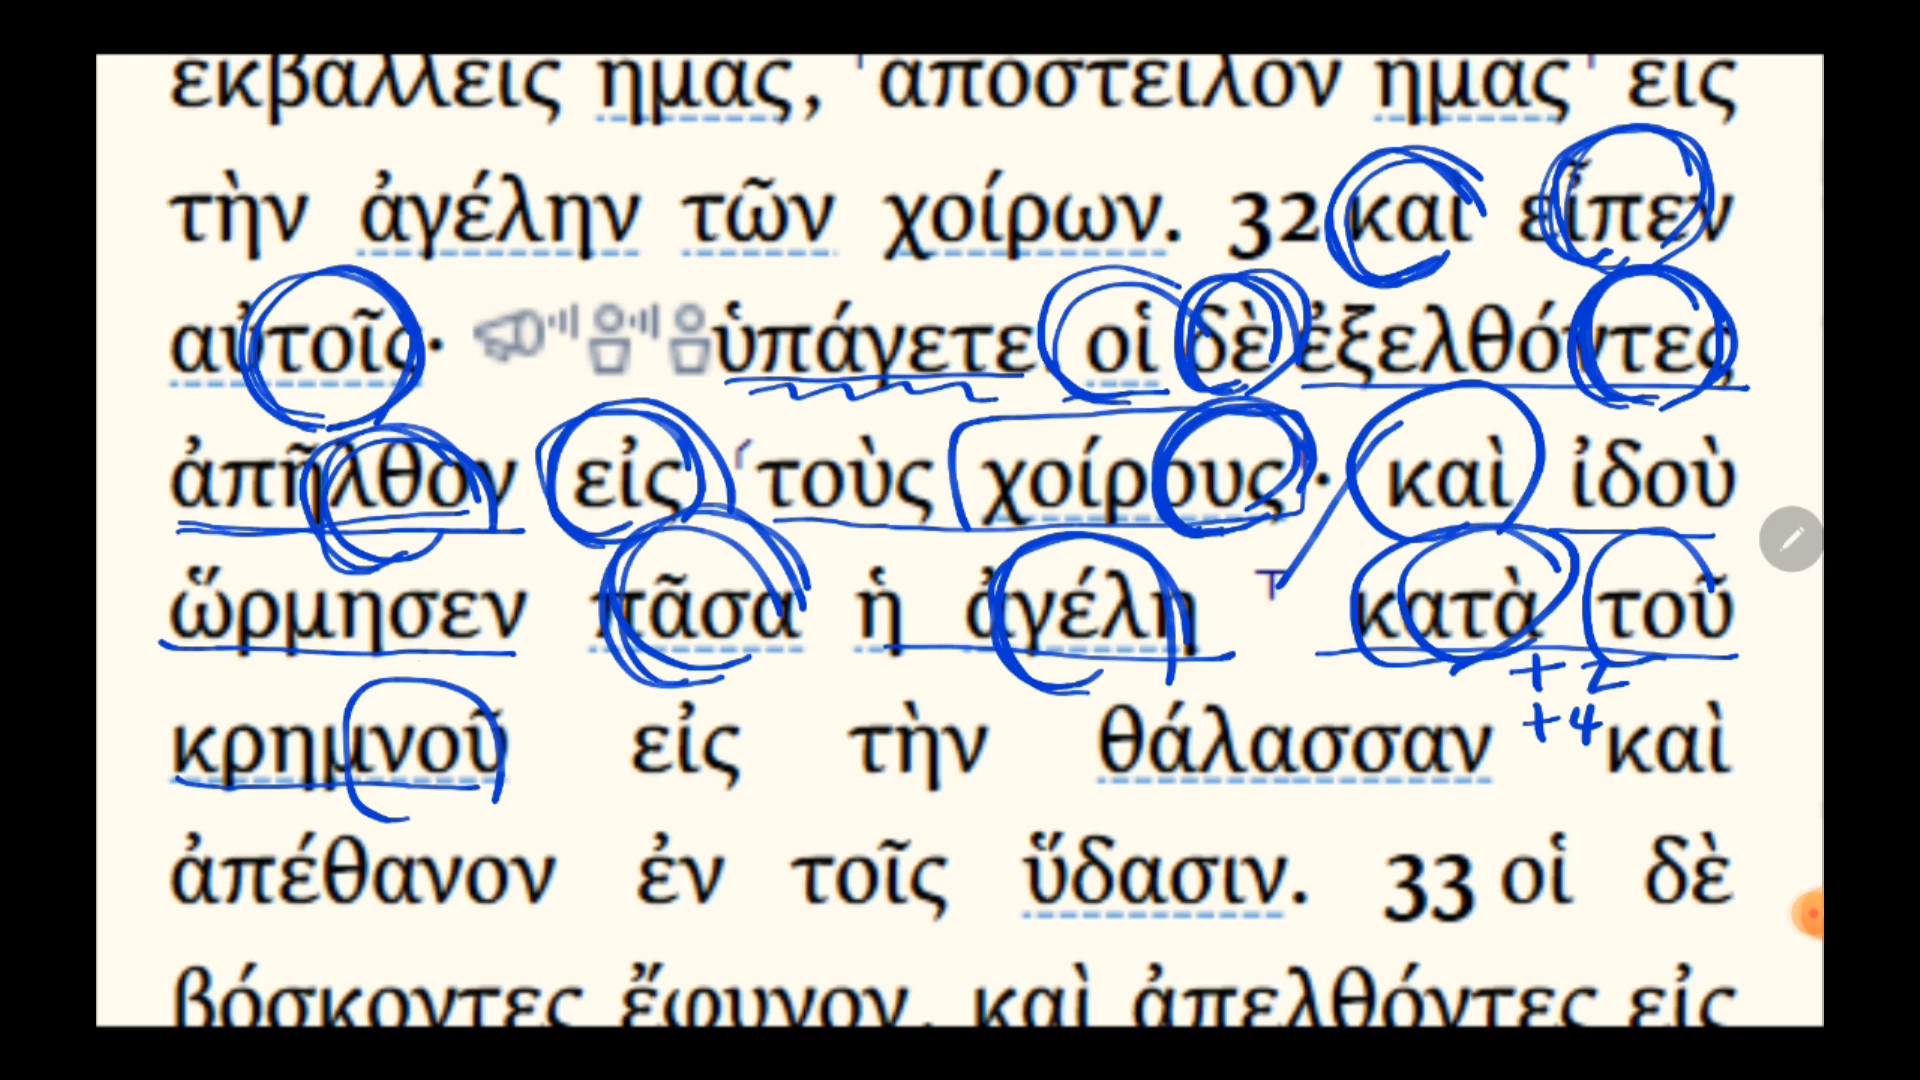 ἐκβάλλεις ἡμᾶς, ⸂ἀπόστειλον ἡμᾶς⸃ εἰς
τὴν ἀγέλην τῶν χοίρων. 32 καὶ εἶπεν
αὐτοῖς· ὑπάγετε. οἱ δὲ ἐξελθόντες
ἀπῆλθον εἰς ⸂τοὺς χοίρους⸃· καὶ ἰδοὺ
ὥρμησεν πᾶσα ἡ ἀγέλη ⸆ κατὰ τοῦ
+ 2
κρημνοῦ εἰς τὴν θάλασσαν + 4 καὶ
ἀπέθανον ἐν τοῖς ὕδασιν. 33 οἱ δὲ
βόσκοντες ἔφυγον, καὶ ἀπελθόντες εἰς